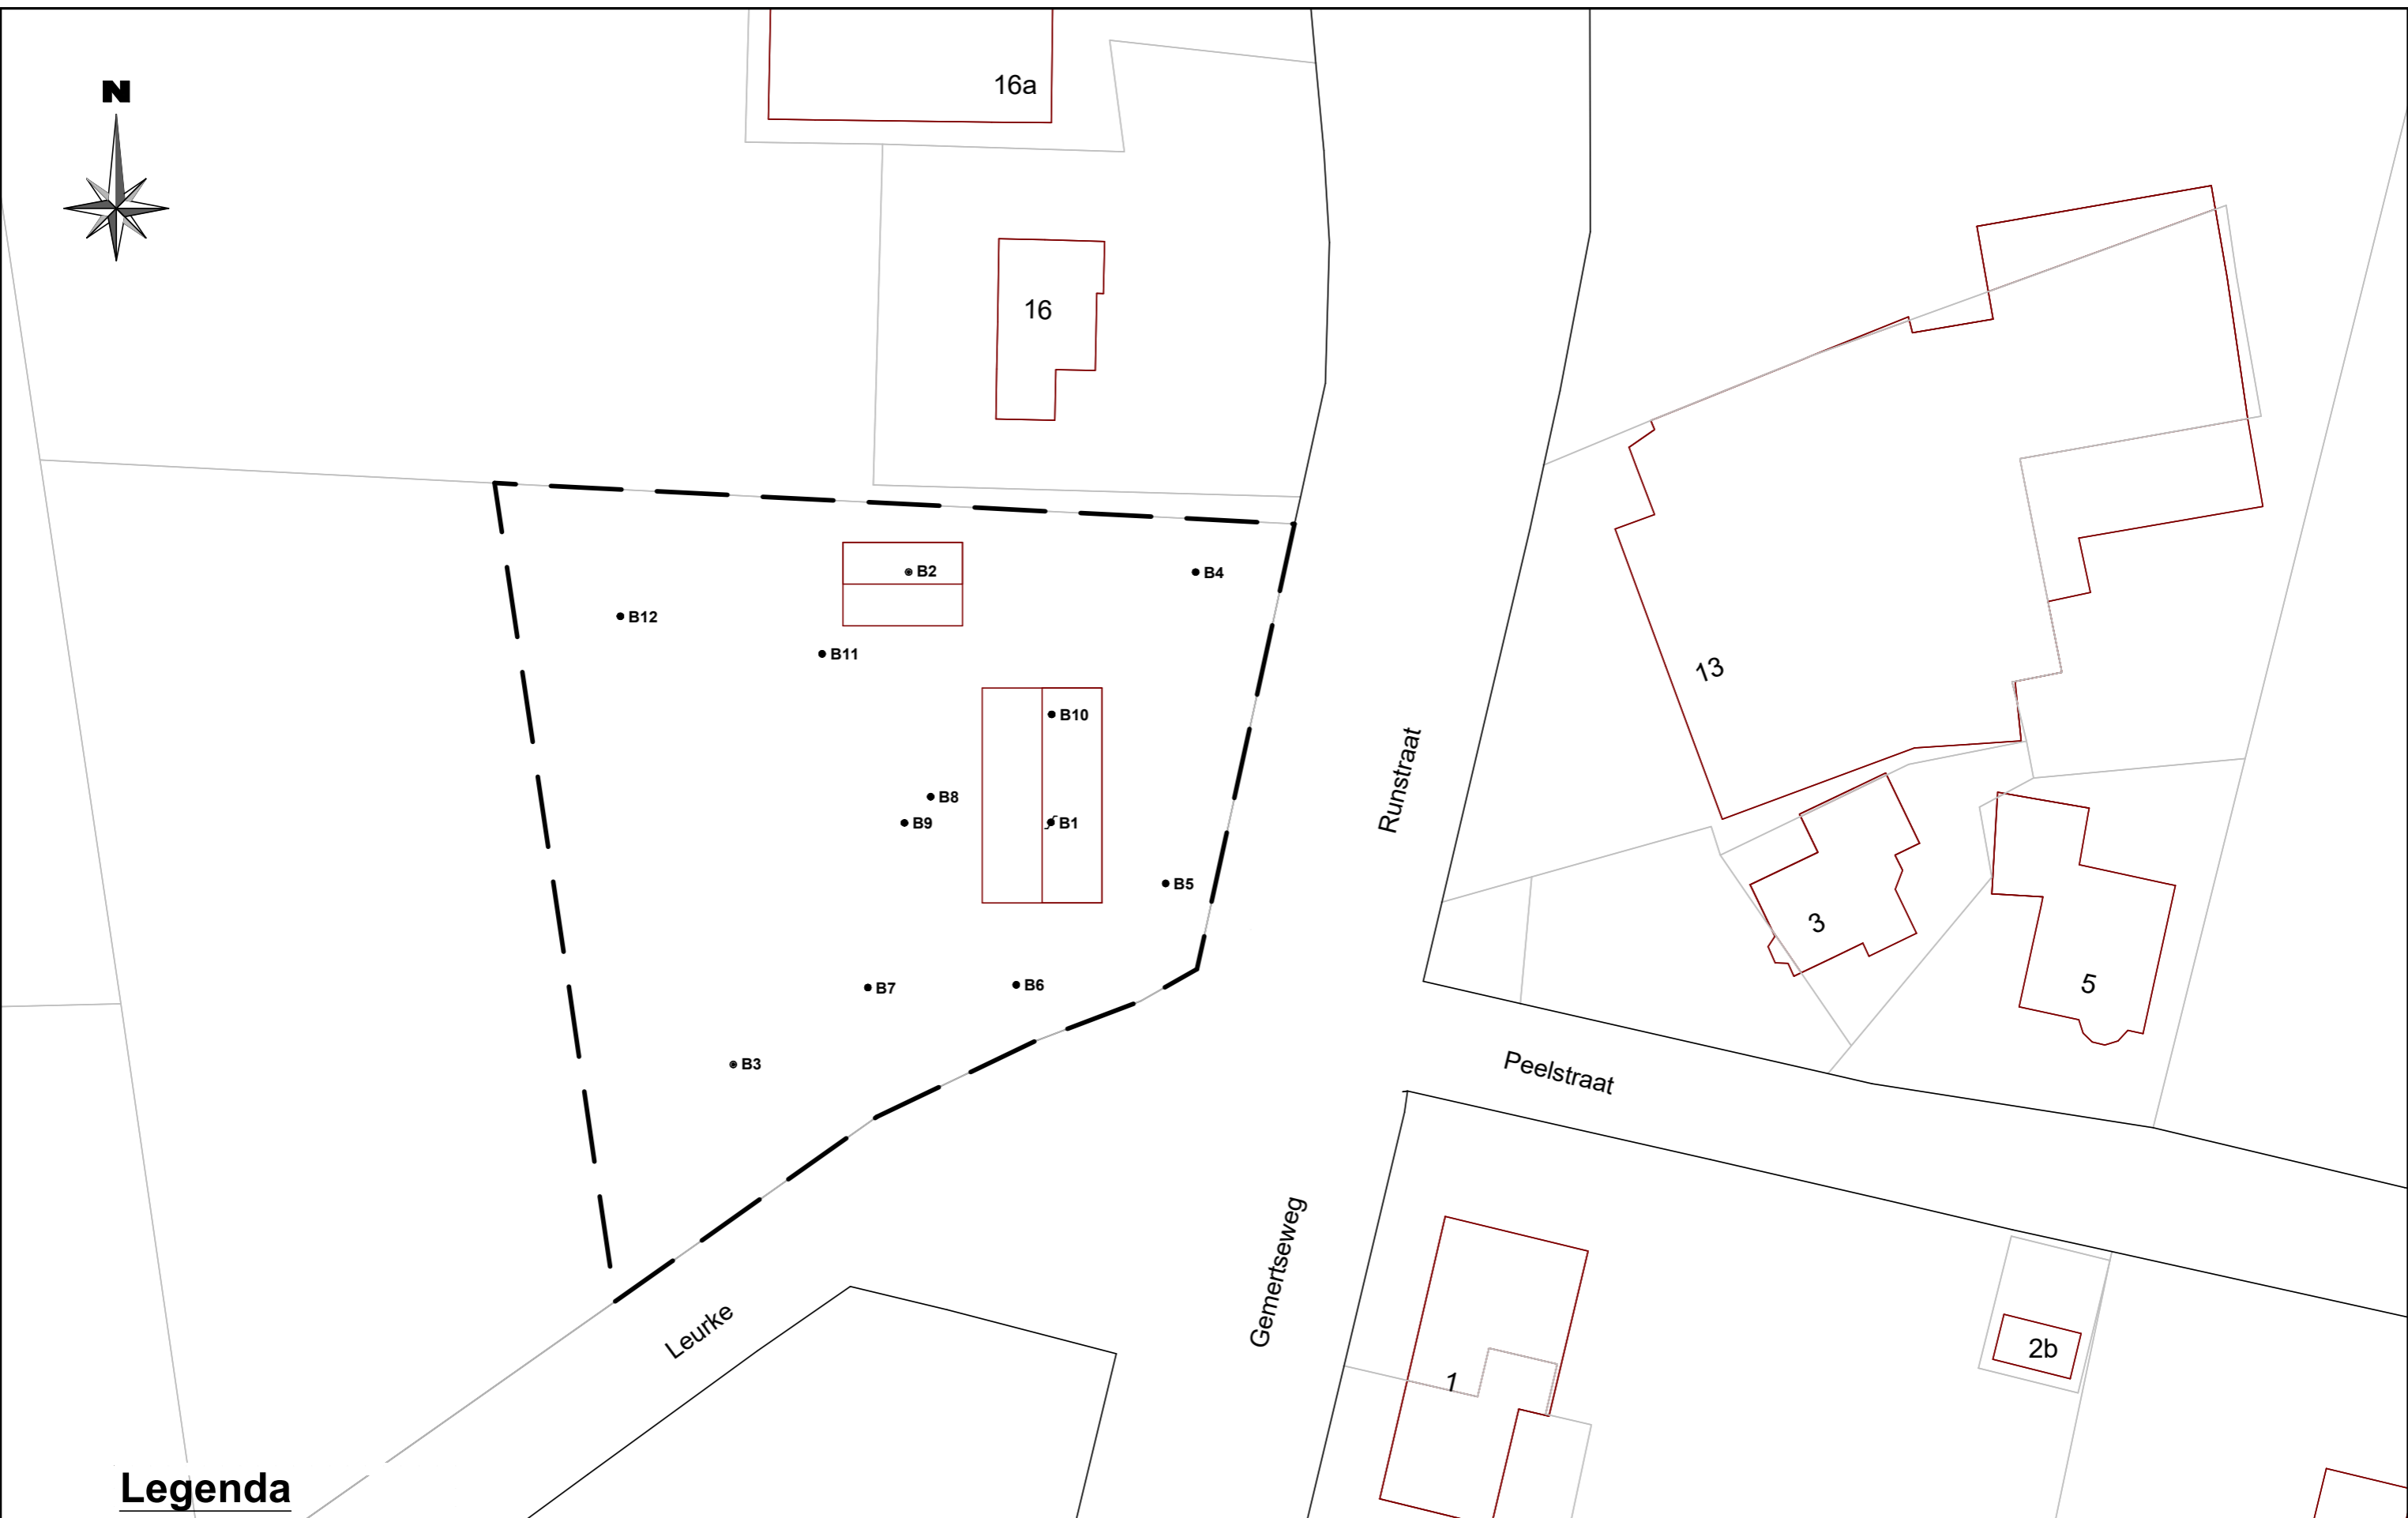 N
16a
16
B2
B4
B12
B11
13
B10
Runstraat
B8
B9
B1
B5
3
5
B7
B6
B3
Peelstraat
Gemertseweg
Leurke
2b
1
Legenda